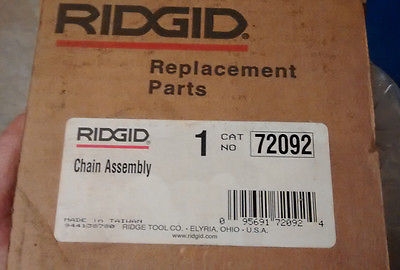 RIDGID
Replacement
Parts
RIDGID
1 CAT NO 72092
Chain Assembly
0 95691 72092 4
MADE in TAIWAN
RIDGE TOOL CO. - ELYRIA, OHIO - U.S.A.
www.ridgid.com